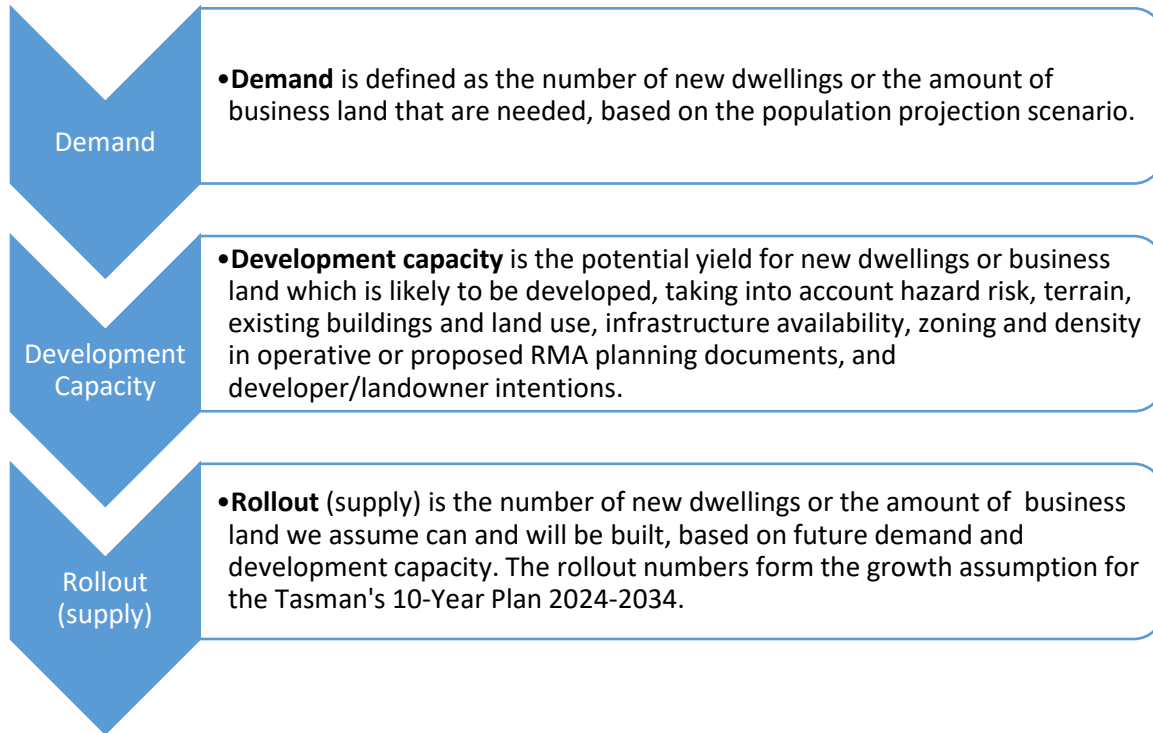 Demand
•Demand is defined as the number of new dwellings or the amount of
business land that are needed, based on the population projection scenario.
Development
Capacity
•Development capacity is the potential yield for new dwellings or business
land which is likely to be developed, taking into account hazard risk, terrain,
existing buildings and land use, infrastructure availability, zoning and density
in operative or proposed RMA planning documents, and
developer/landowner intentions.
Rollout
(supply)
•Rollout (supply) is the number of new dwellings or the amount of  business
land we assume can and will be built, based on future demand and
development capacity. The rollout numbers form the growth assumption for
the Tasman's 10-Year Plan 2024-2034.